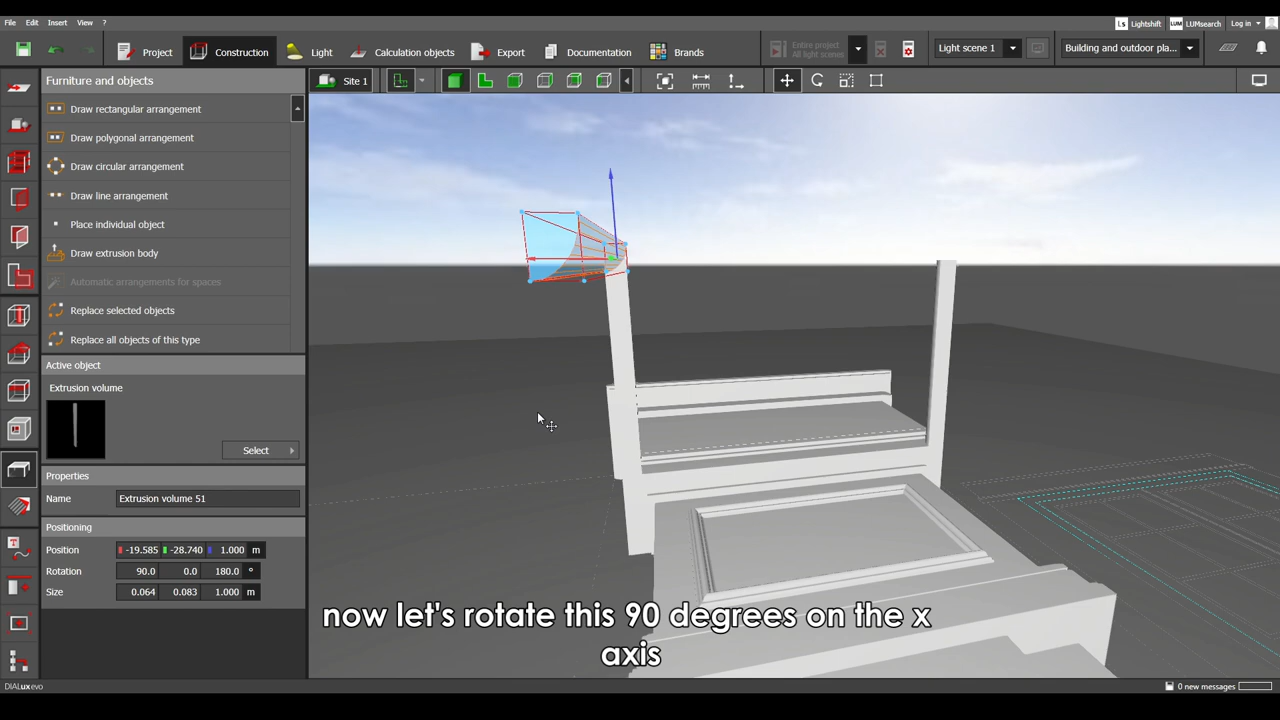 File Edit Insert View ?
Ls Lightshift LUM LUMsearch Log in
Project Construction Light Calculation objects Export Documentation Brands Entire project All light scenes Light scene 1 Building and outdoor pla...
Furniture and objects Site 1
Draw rectangular arrangement
Draw polygonal arrangement
Draw circular arrangement
Draw line arrangement
Place individual object
Draw extrusion body
Automatic arrangements for spaces
Replace selected objects
Replace all objects of this type
Active object
Extrusion volume
Select
Properties
Name Extrusion volume 51
Positioning
Position -19.585 -28.740 1.000 m
Rotation 90.0 0.0 180.0 °
Size 0.064 0.083 1.000 m
now let's rotate this 90 degrees on the x
axis
DIALux evo 0 new messages